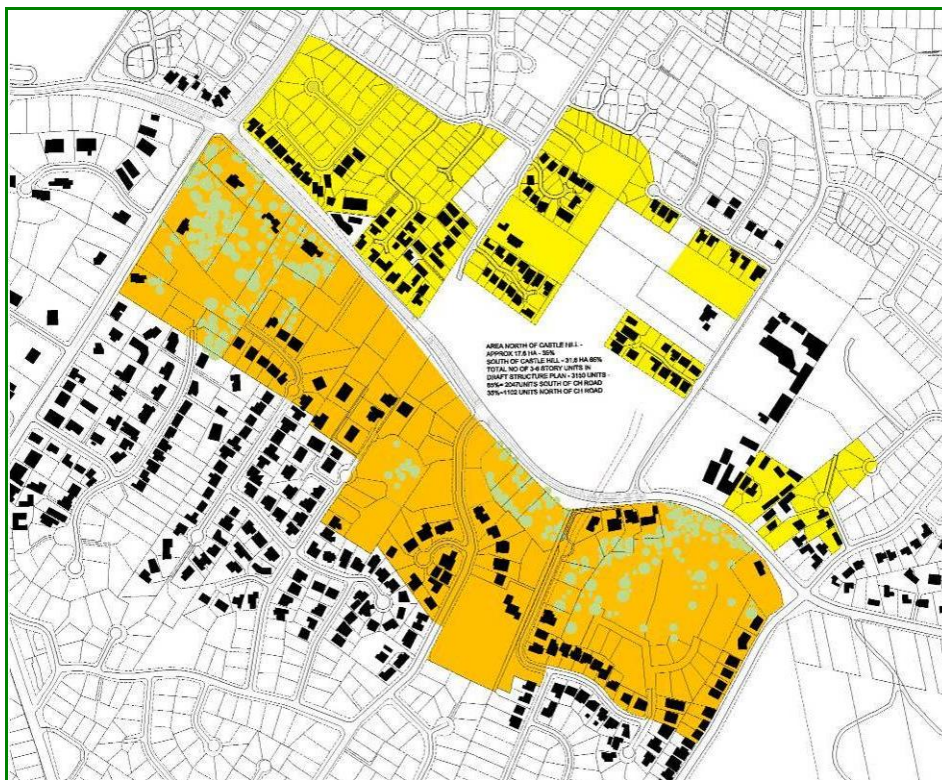 AREA NORTH OF CASTLE HILL -
APPROX 17.6 HA - 35%
SOUTH OF CASTLE HILL - 31.6 HA 65%
TOTAL NO OF 3-6 STORY UNITS IN
DRAFT STRUCTURE PLAN - 3150 UNITS -
65%= 2047UNITS SOUTH OF CH ROAD
35%=1102 UNITS NORTH OF CH ROAD